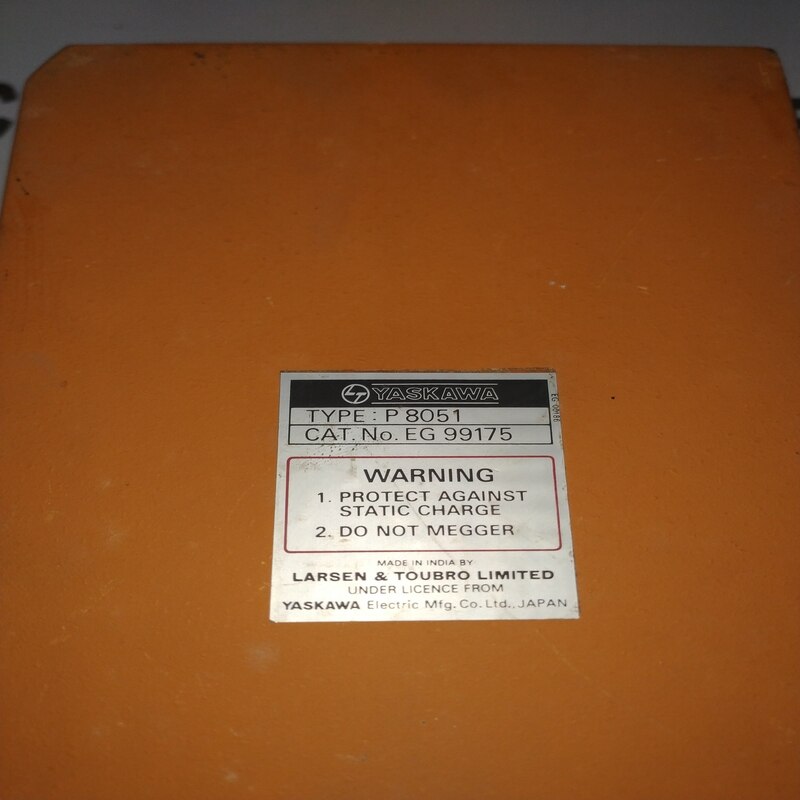 LT YASKAWA
TYPE: P 8051
CAT. No. EG 99175
WARNING
1. PROTECT AGAINST
STATIC CHARGE
2. DO NOT MEGGER
MADE IN INDIA BY
LARSEN & TOUBRO LIMITED
UNDER LICENCE FROM
YASKAWA Electric Mfg. Co. Ltd., JAPAN